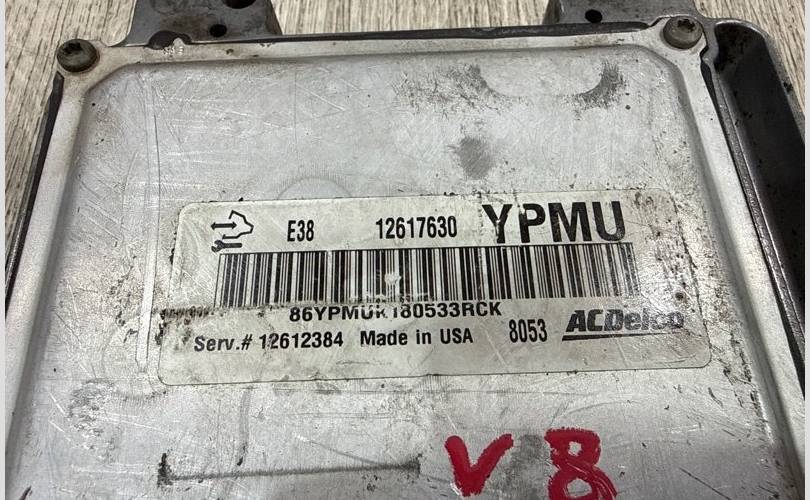 E38 12617630 YPMU
86YPMUK180533RCK
Serv.# 12612384 Made in USA 8053 ACDelco
V8